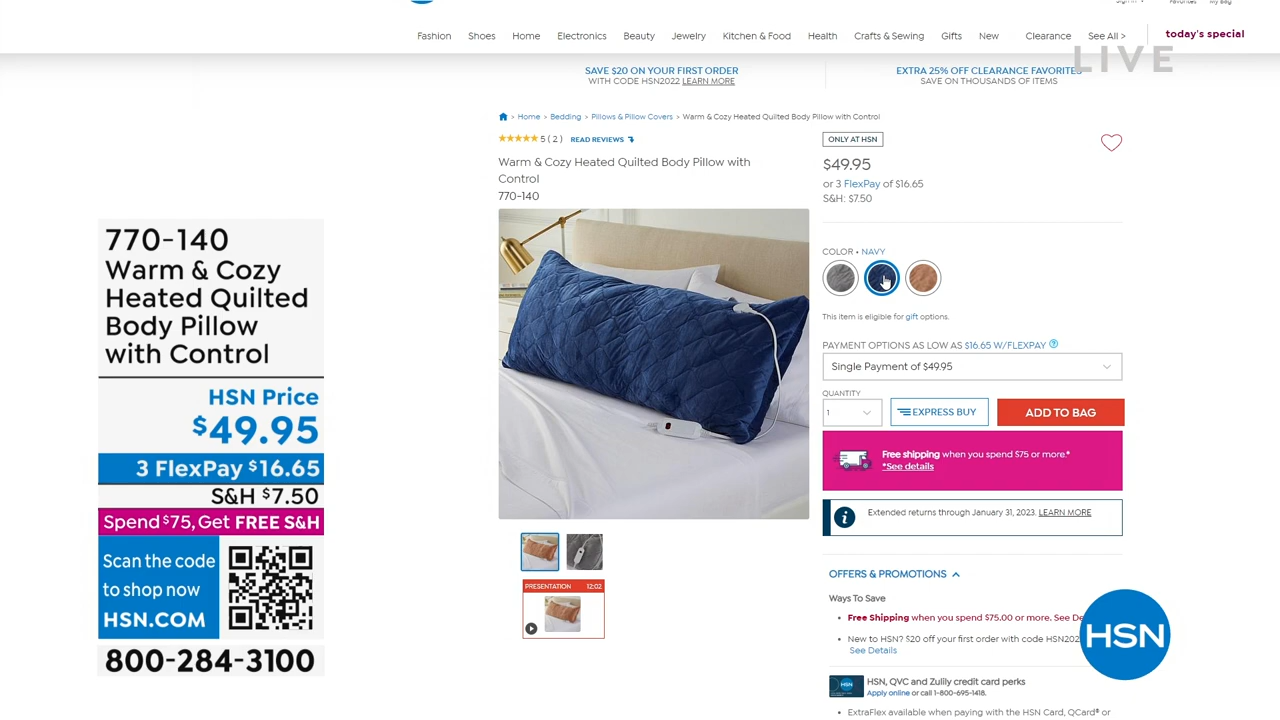 Favorites
My Bag
Fashion Shoes Home Electronics Beauty Jewelry Kitchen & Food Health Crafts & Sewing Gifts New Clearance See All > today's special
LIVE
SAVE $20 ON YOUR FIRST ORDER
WITH CODE HSN2022 LEARN MORE
EXTRA 25% OFF CLEARANCE FAVORITES
SAVE ON THOUSANDS OF ITEMS
> Home > Bedding > Pillows & Pillow Covers > Warm & Cozy Heated Quilted Body Pillow with Control
5 ( 2 ) READ REVIEWS
Warm & Cozy Heated Quilted Body Pillow with
Control
770-140
ONLY AT HSN
$49.95
or 3 FlexPay of $16.65
S&H: $7.50
COLOR • NAVY
This item is eligible for gift options.
PAYMENT OPTIONS AS LOW AS $16.65 W/FLEXPAY ?
Single Payment of $49.95
QUANTITY
1
EXPRESS BUY
ADD TO BAG
Free shipping when you spend $75 or more.*
*See details
Extended returns through January 31, 2023. LEARN MORE
OFFERS & PROMOTIONS
Ways To Save
• Free Shipping when you spend $75.00 or more. See De
• New to HSN? $20 off your first order with code HSN202
See Details
HSN, QVC and Zulily credit card perks
Apply online or call 1-800-695-1418.
• ExtraFlex available when paying with the HSN Card, QCard® or
PRESENTATION 12:02
770-140
Warm & Cozy
Heated Quilted
Body Pillow
with Control
HSN Price
$49.95
3 FlexPay $16.65
S&H $7.50
Spend $75, Get FREE S&H
Scan the code
to shop now
HSN.COM
800-284-3100
HSN